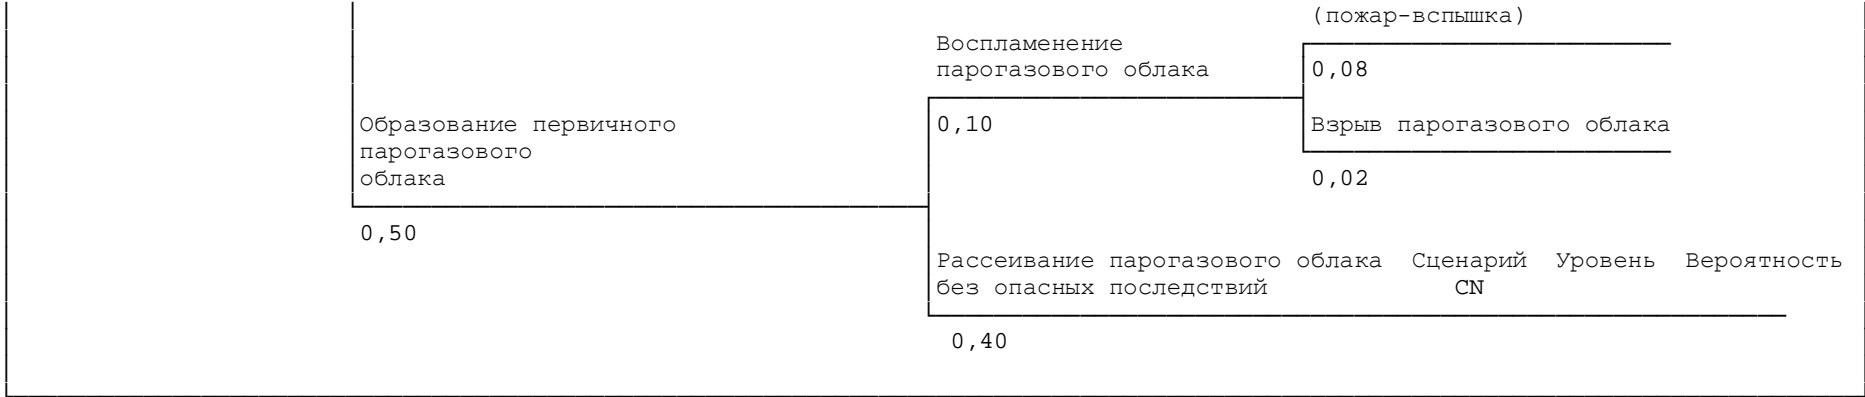 (пожар-вспышка)
Воспламенение
парогазового облака
0,08
Образование первичного
парогазового
облака
0,10
Взрыв парогазового облака
0,02
0,50
Рассеивание парогазового облака Сценарий Уровень Вероятность
без опасных последствий CN
0,40